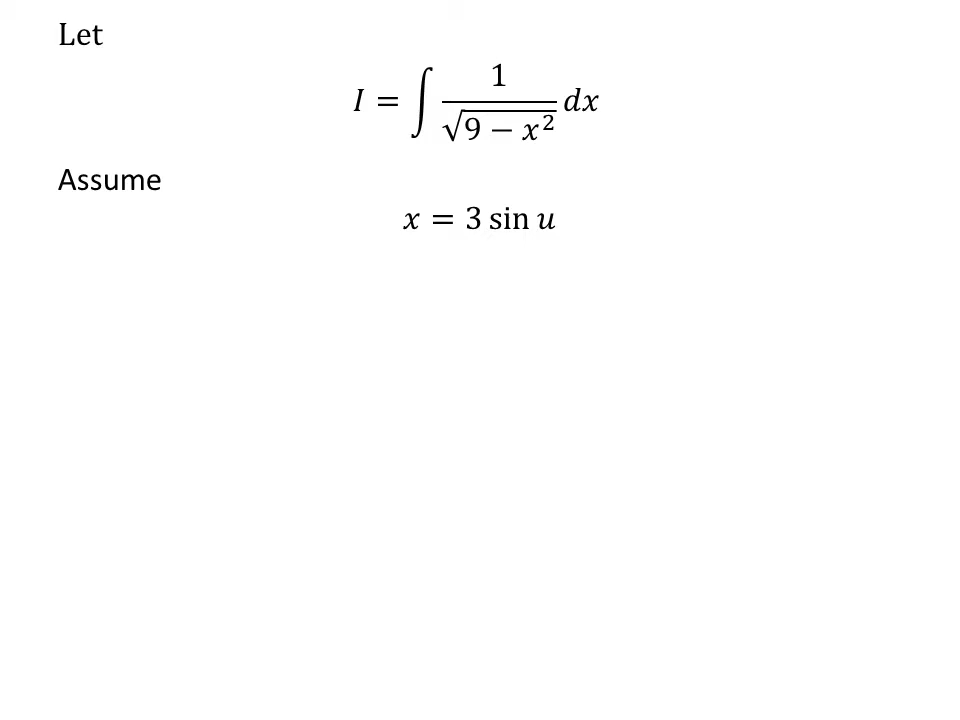 Let
I = ∫ 1/√(9 − x²) dx
Assume
x = 3 sin u